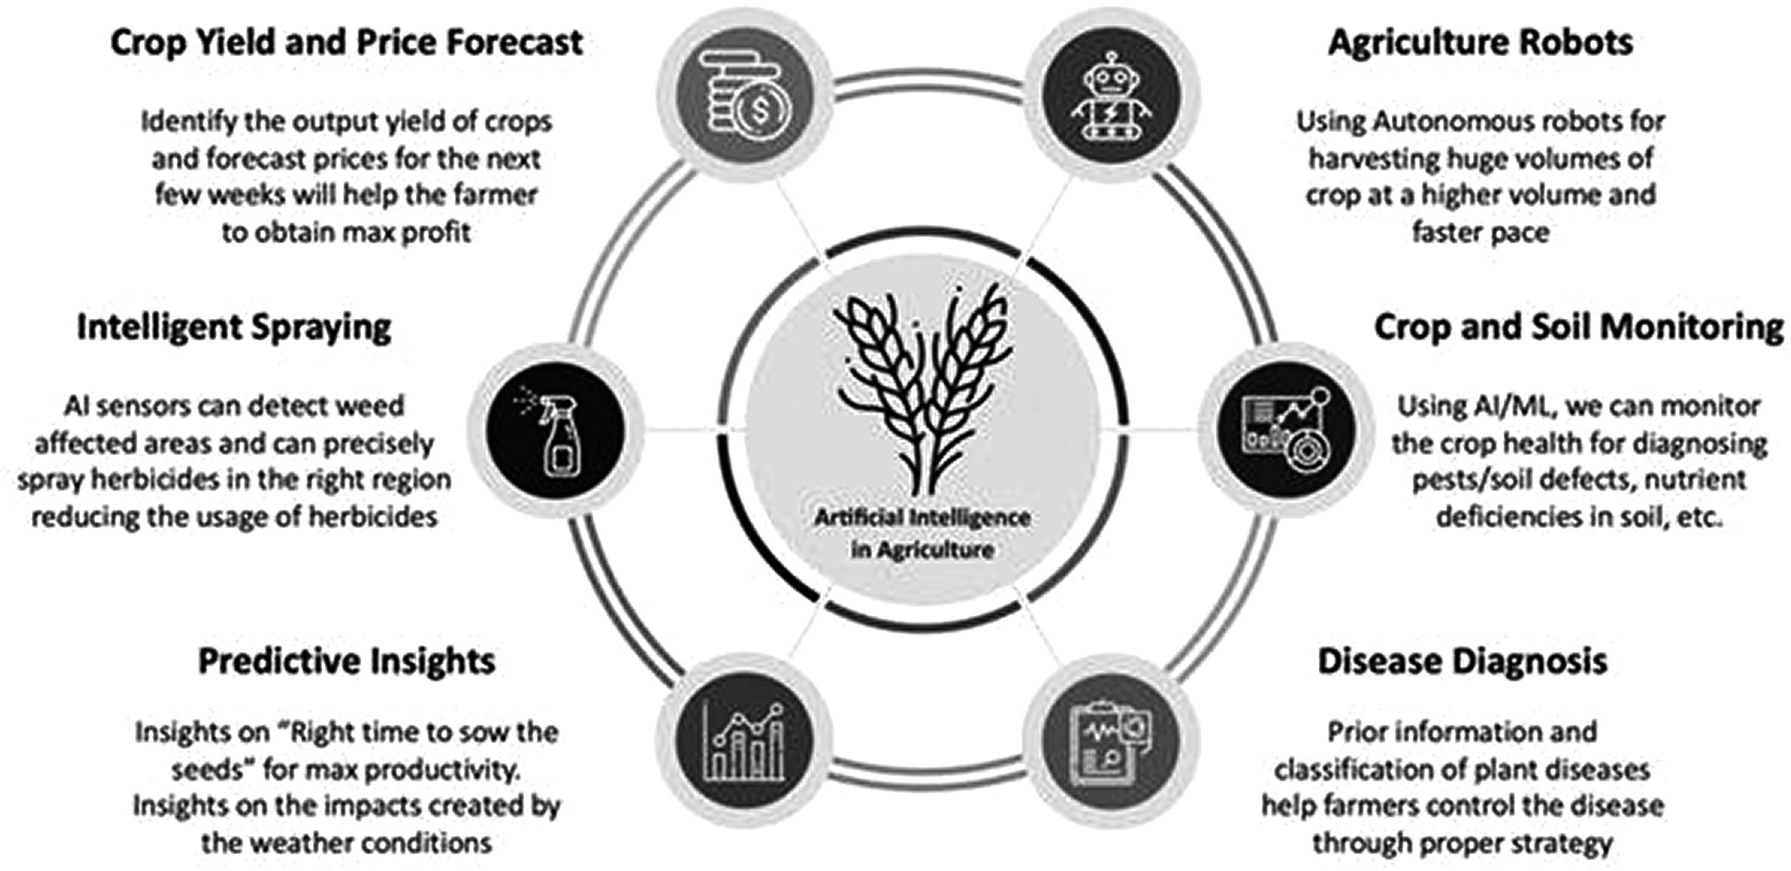 Crop Yield and Price Forecast
Identify the output yield of crops
and forecast prices for the next
few weeks will help the farmer
to obtain max profit
Agriculture Robots
Using Autonomous robots for
harvesting huge volumes of
crop at a higher volume and
faster pace
Intelligent Spraying
AI sensors can detect weed
affected areas and can precisely
spray herbicides in the right region
reducing the usage of herbicides
$
Artificial Intelligence
in Agriculture
Crop and Soil Monitoring
Using AI/ML, we can monitor
the crop health for diagnosing
pests/soil defects, nutrient
deficiencies in soil, etc.
Predictive Insights
Insights on "Right time to sow the
seeds" for max productivity.
Insights on the impacts created by
the weather conditions
Disease Diagnosis
Prior information and
classification of plant diseases
help farmers control the disease
through proper strategy